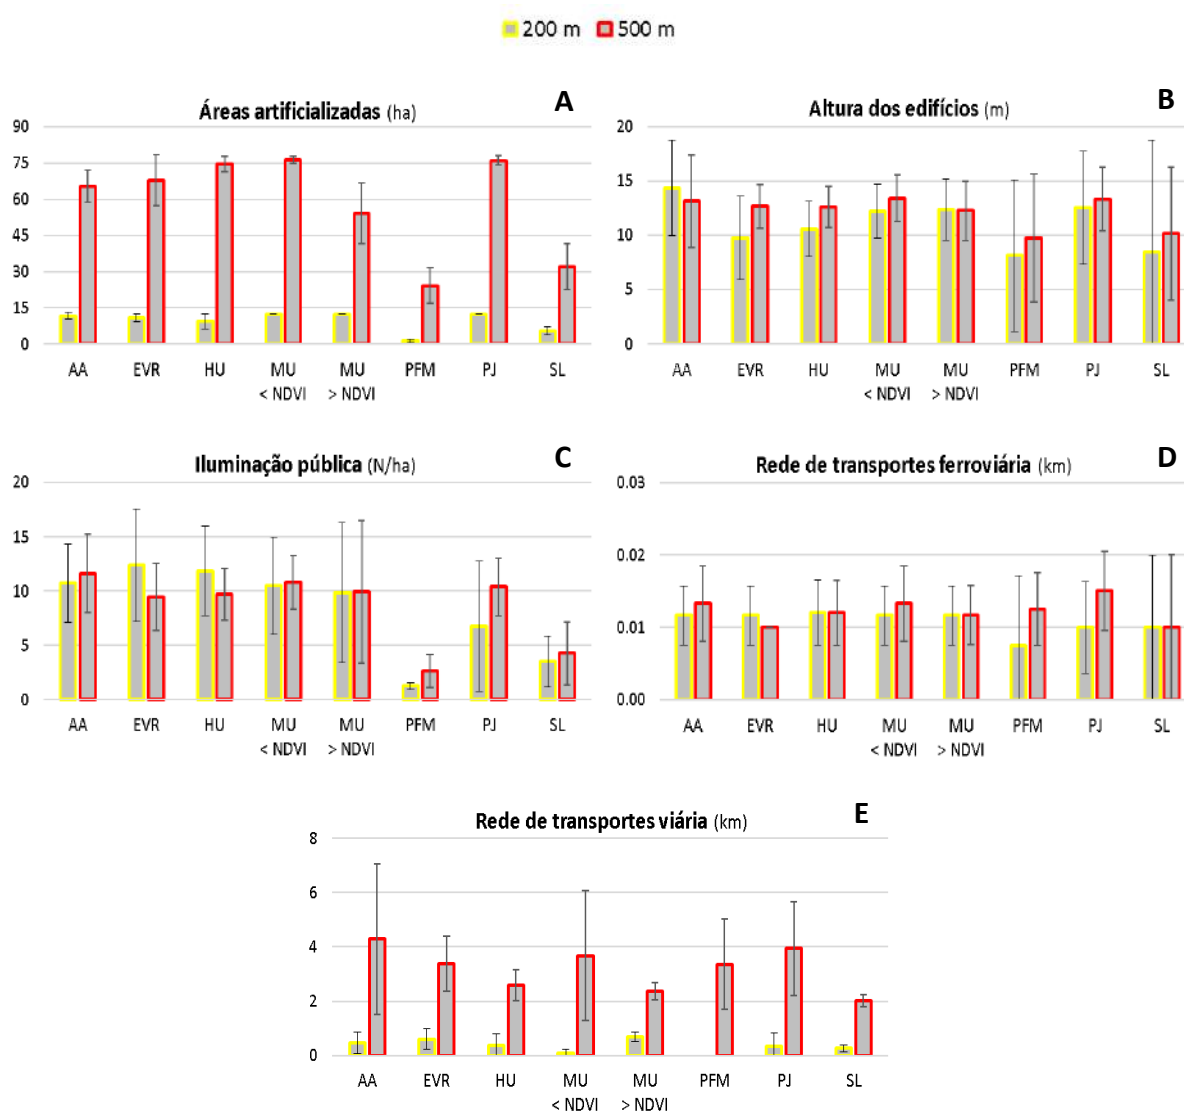 200 m 500 m
Áreas artificializadas (ha) A
90
75
60
45
30
15
0
AA EVR HU MU MU PFM PJ SL
< NDVI > NDVI
Altura dos edifícios (m) B
20
15
10
5
0
AA EVR HU MU MU PFM PJ SL
< NDVI > NDVI
Iluminação pública (N/ha) C
20
15
10
5
0
AA EVR HU MU MU PFM PJ SL
< NDVI > NDVI
Rede de transportes ferroviária (km) D
0.03
0.02
0.01
0.00
AA EVR HU MU MU PFM PJ SL
< NDVI > NDVI
Rede de transportes viária (km) E
8
6
4
2
0
AA EVR HU MU MU PFM PJ SL
< NDVI > NDVI